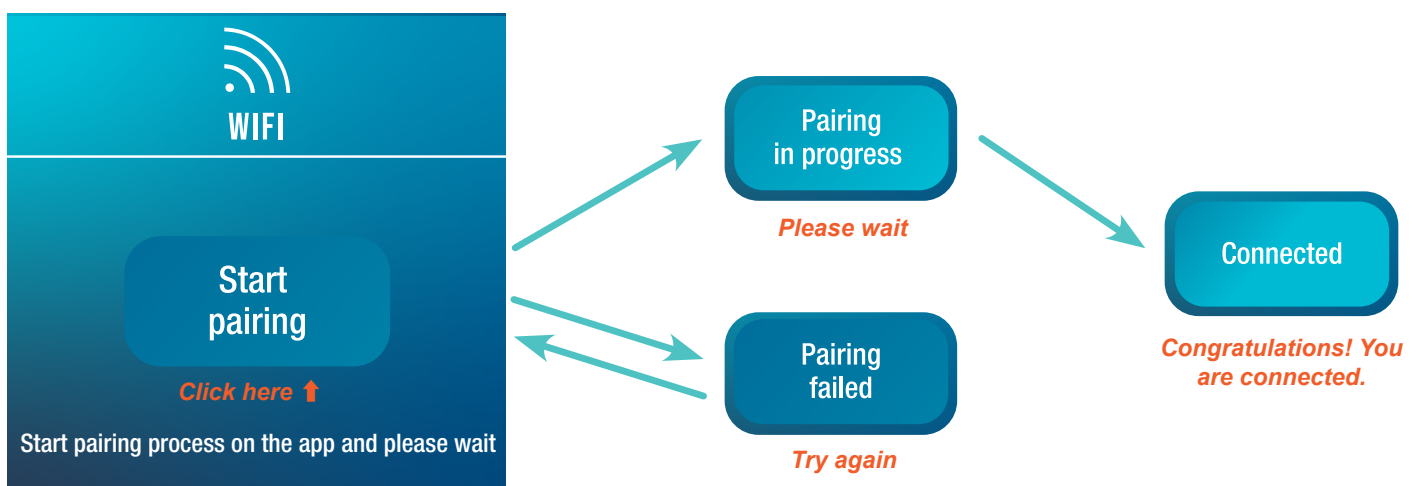 WIFI
Start
pairing
Click here
Start pairing process on the app and please wait
Pairing
in progress
Please wait
Pairing
failed
Try again
Connected
Congratulations! You
are connected.